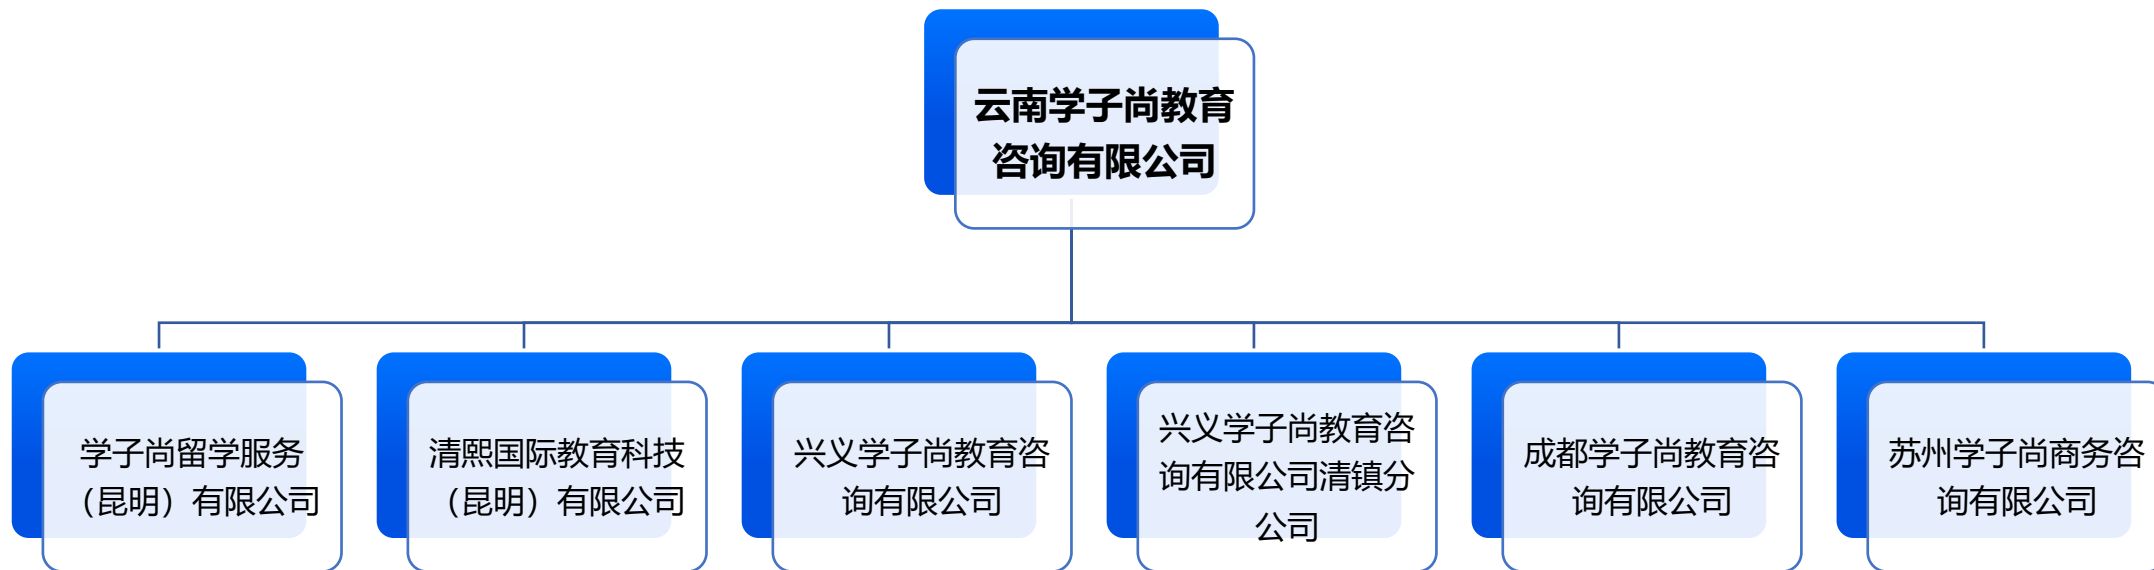 云南学子尚教育
咨询有限公司
学子尚留学服务
（昆明）有限公司
清熙国际教育科技
（昆明）有限公司
兴义学子尚教育咨
询有限公司
兴义学子尚教育咨
询有限公司清镇分
公司
成都学子尚教育咨
询有限公司
苏州学子尚商务咨
询有限公司